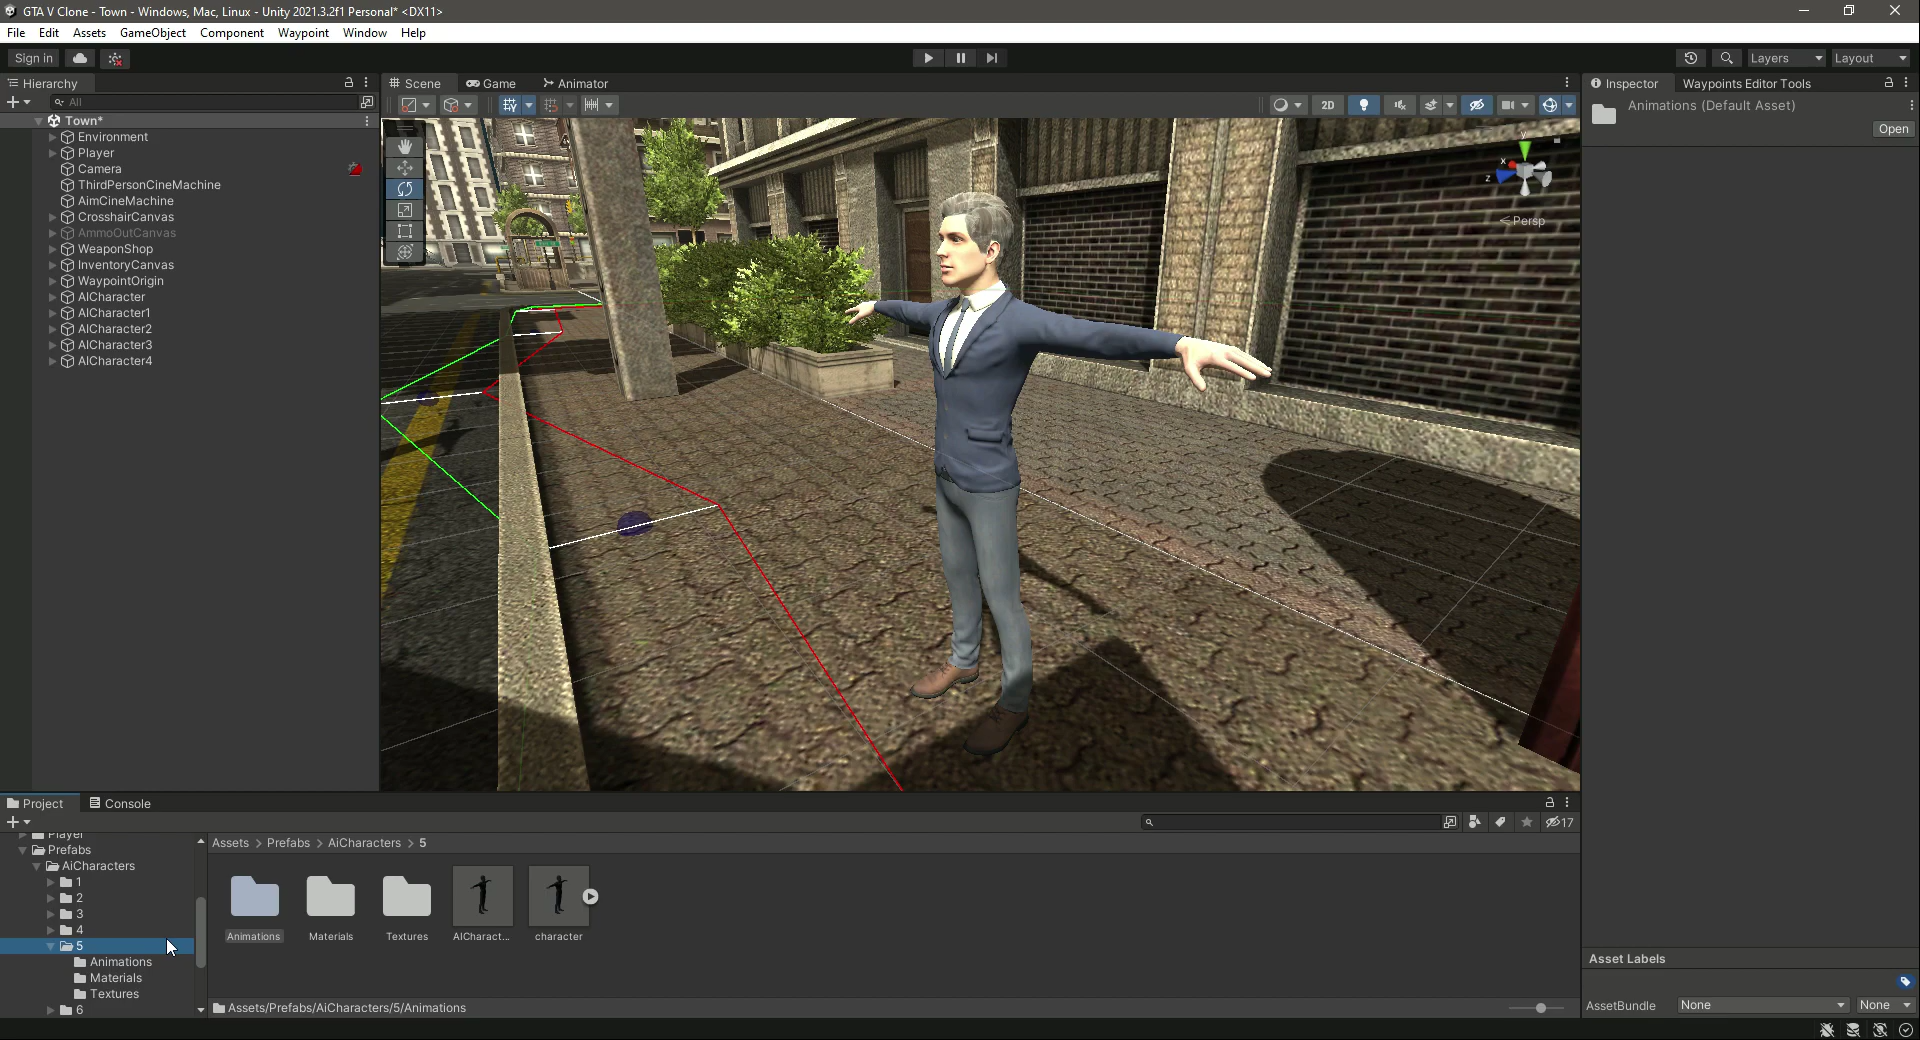 GTA V Clone - Town - Windows, Mac, Linux - Unity 2021.3.2f1 Personal* <DX11>
File Edit Assets GameObject Component Waypoint Window Help
Sign in
Layers
Layout
Hierarchy
All
Town*
Environment
Player
Camera
ThirdPersonCineMachine
AimCineMachine
CrosshairCanvas
AmmoOutCanvas
WeaponShop
InventoryCanvas
WaypointOrigin
AICharacter
AICharacter1
AICharacter2
AICharacter3
AICharacter4
Scene
Game
Animator
2D
y
x
z
Persp
Inspector
Waypoints Editor Tools
Animations (Default Asset)
Open
Asset Labels
AssetBundle None None
Project
Console
17
Player
Prefabs
AiCharacters
1
2
3
4
5
Animations
Materials
Textures
6
Assets > Prefabs > AiCharacters > 5
Animations
Materials
Textures
AICharact...
character
Assets/Prefabs/AiCharacters/5/Animations